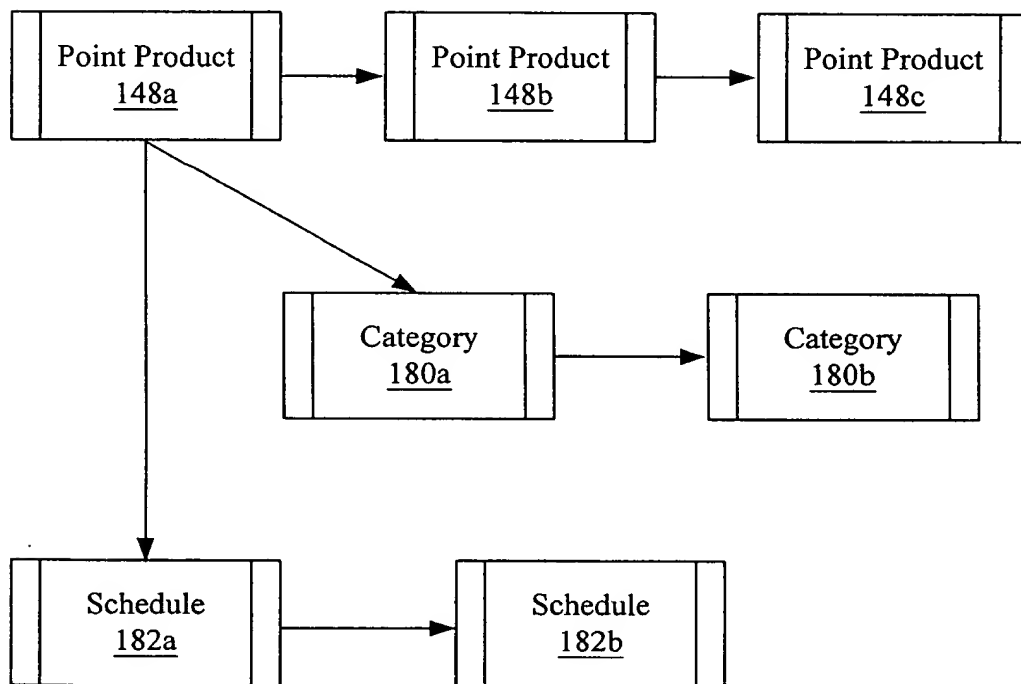 Point Product
148a
Point Product
148b
Point Product
148c
Category
180a
Category
180b
Schedule
182a
Schedule
182b